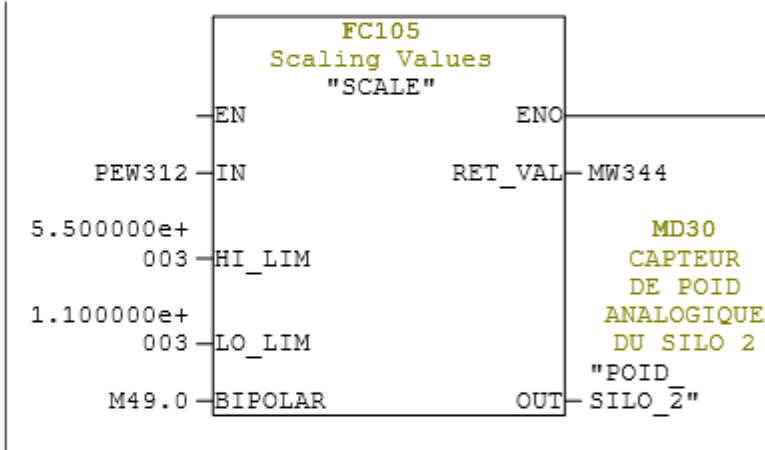 FC105
Scaling Values
"SCALE"
EN ENO
PEW312 IN RET_VAL MW344
5.500000e+
003 HI_LIM
MD30
CAPTEUR
DE POID
ANALOGIQUE
DU SILO 2
1.100000e+
003 LO_LIM
"POID_
SILO_2"
M49.0 BIPOLAR OUT